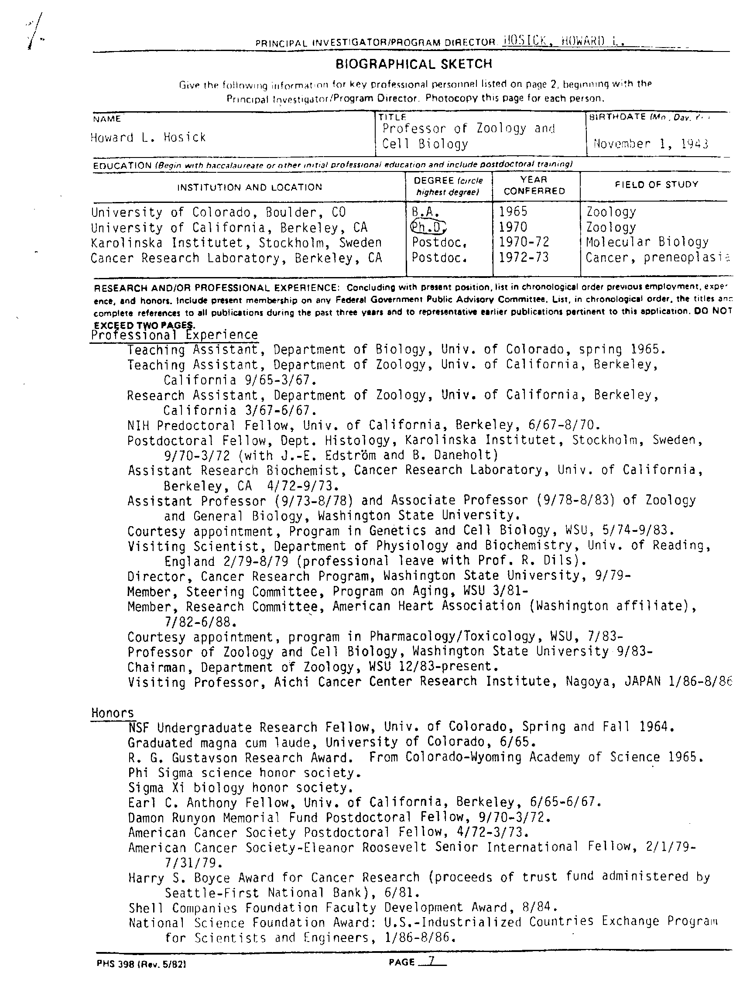 PRINCIPAL INVESTIGATOR/PROGRAM DIRECTOR HOSICK, HOWARD L.
BIOGRAPHICAL SKETCH
Give the following information for key professional personnel listed on page 2, beginning with the
Principal Investigator/Program Director. Photocopy this page for each person.
NAME TITLE BIRTHDATE (Mo., Day,
Howard L. Hosick Professor of Zoology and
Cell Biology November 1, 1943
EDUCATION (Begin with baccalaureate or other initial professional education and include postdoctoral training)
INSTITUTION AND LOCATION DEGREE (circle highest degree) YEAR CONFERRED FIELD OF STUDY
University of Colorado, Boulder, CO B.A. 1965 Zoology
University of California, Berkeley, CA Ph.D. 1970 Zoology
Karolinska Institutet, Stockholm, Sweden Postdoc. 1970-72 Molecular Biology
Cancer Research Laboratory, Berkeley, CA Postdoc. 1972-73 Cancer, preneoplasia
RESEARCH AND/OR PROFESSIONAL EXPERIENCE: Concluding with present position, list in chronological order previous employment, exper-
ence, and honors. Include present membership on any Federal Government Public Advisory Committee. List, in chronological order, the titles and
complete references to all publications during the past three years and to representative earlier publications pertinent to this application. DO NOT
EXCEED TWO PAGES.
Professional Experience
Teaching Assistant, Department of Biology, Univ. of Colorado, spring 1965.
Teaching Assistant, Department of Zoology, Univ. of California, Berkeley,
California 9/65-3/67.
Research Assistant, Department of Zoology, Univ. of California, Berkeley,
California 3/67-6/67.
NIH Predoctoral Fellow, Univ. of California, Berkeley, 6/67-8/70.
Postdoctoral Fellow, Dept. Histology, Karolinska Institutet, Stockholm, Sweden,
9/70-3/72 (with J.-E. Edström and B. Daneholt)
Assistant Research Biochemist, Cancer Research Laboratory, Univ. of California,
Berkeley, CA 4/72-9/73.
Assistant Professor (9/73-8/78) and Associate Professor (9/78-8/83) of Zoology
and General Biology, Washington State University.
Courtesy appointment, Program in Genetics and Cell Biology, WSU, 5/74-9/83.
Visiting Scientist, Department of Physiology and Biochemistry, Univ. of Reading,
England 2/79-8/79 (professional leave with Prof. R. Dils).
Director, Cancer Research Program, Washington State University, 9/79-
Member, Steering Committee, Program on Aging, WSU 3/81-
Member, Research Committee, American Heart Association (Washington affiliate),
7/82-6/88.
Courtesy appointment, program in Pharmacology/Toxicology, WSU, 7/83-
Professor of Zoology and Cell Biology, Washington State University 9/83-
Chairman, Department of Zoology, WSU 12/83-present.
Visiting Professor, Aichi Cancer Center Research Institute, Nagoya, JAPAN 1/86-8/86
Honors
NSF Undergraduate Research Fellow, Univ. of Colorado, Spring and Fall 1964.
Graduated magna cum laude, University of Colorado, 6/65.
R. G. Gustavson Research Award. From Colorado-Wyoming Academy of Science 1965.
Phi Sigma science honor society.
Sigma Xi biology honor society.
Earl C. Anthony Fellow, Univ. of California, Berkeley, 6/65-6/67.
Damon Runyon Memorial Fund Postdoctoral Fellow, 9/70-3/72.
American Cancer Society Postdoctoral Fellow, 4/72-3/73.
American Cancer Society-Eleanor Roosevelt Senior International Fellow, 2/1/79-
7/31/79.
Harry S. Boyce Award for Cancer Research (proceeds of trust fund administered by
Seattle-First National Bank), 6/81.
Shell Companies Foundation Faculty Development Award, 8/84.
National Science Foundation Award: U.S.-Industrialized Countries Exchange Program
for Scientists and Engineers, 1/86-8/86.
PHS 398 (Rev. 5/82) PAGE 7